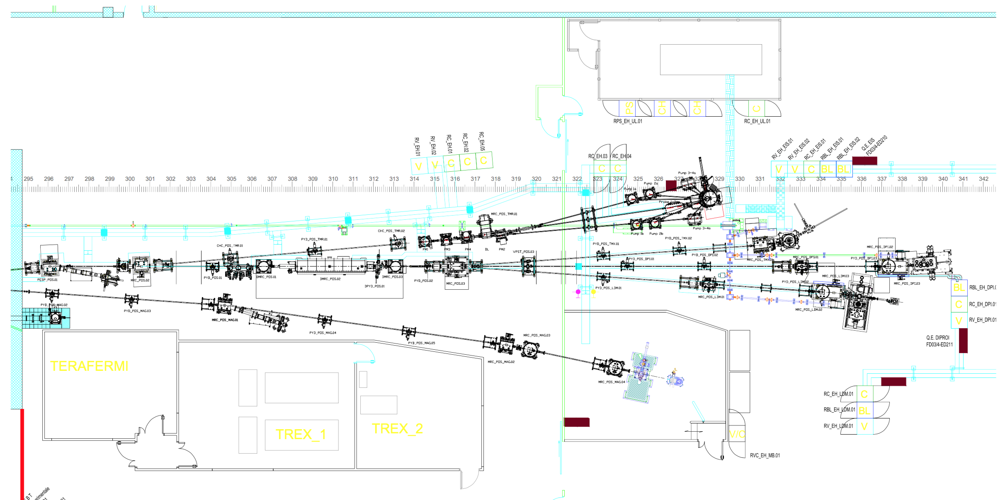 PS
CH
CH
C
RPS_EH_UL.01
RC_EH_UL.01
RV_EH.01
RV_EH.02
RC_EH.01
RC_EH.02
RC_EH.05
V
V
C
C
C
RC_EH.03
RC_EH.04
C
C
RV_EH_EIS.01
RV_EH_EIS.02
RC_EH_EIS.01
RBL_EH_EIS.01
RBL_EH_EIS.02
Q.E. EIS
FD03/4-ED210
V
V
C
BL
BL
295 296 297 298 299 300 301 302 303 304 305 306 307 308 309 310 311 312 313 314 315 316 317 318 319 320 321 322 323 324 325 326 327 329 330 331 332 333 334 335 336 337 338 339 340 341 342
Pump 3-4a
Pump 2a
Pump 1a
Probe 3-4
Pump 1b
Pump 2b
MRC_POS_TMR.01
CHC_POS_TMR.02
PYD_POS_TMR.01
CHC_POS_TMR.01
PM1
PM3
PM4
DL
PM2
VPST_POS.03
PYD_POS_TMX.01
PYD_POS_TMX.02
PYD_POS_DPI.01
PYD_POS_DPI.02
MRC_POS_DPI.01
PYD_POS_DPI.03
MRC_POS_DPI.02
MRC_POS_DPI.03
PESP_POS.01
MRC_POS.02
PYD_POS.01
DMRC_POS.01
DMRC_POS.02
DPYD_POS.01
DMRC_POS.03
PYD_POS.02
MRC_POS.03
PYD_POS_LDM.01
MRC_POS_LDM.01
PYD_POS_LDM.02
MRC_POS_LDM.03
MRC_POS_LDM.02
BL
RBL_EH_DPI.
C
RC_EH_DPI.01
V
RV_EH_DPI.01
Q.E. DIPROI
FD03/4-ED211
PYD_POS_MAG.02
PYD_POS_MAG.03
MRC_POS_MAG.01
PYD_POS_MAG.04
PYD_POS_MAG.05
MRC_POS_MAG.03
MRC_POS_MAG.02
MRC_POS_MAG.04
TERAFERMI
TREX_1
TREX_2
RC_EH_LDM.01
C
RBL_EH_LDM.01
BL
RV_EH_LDM.01
V
V/C
RVC_EH_MB.01